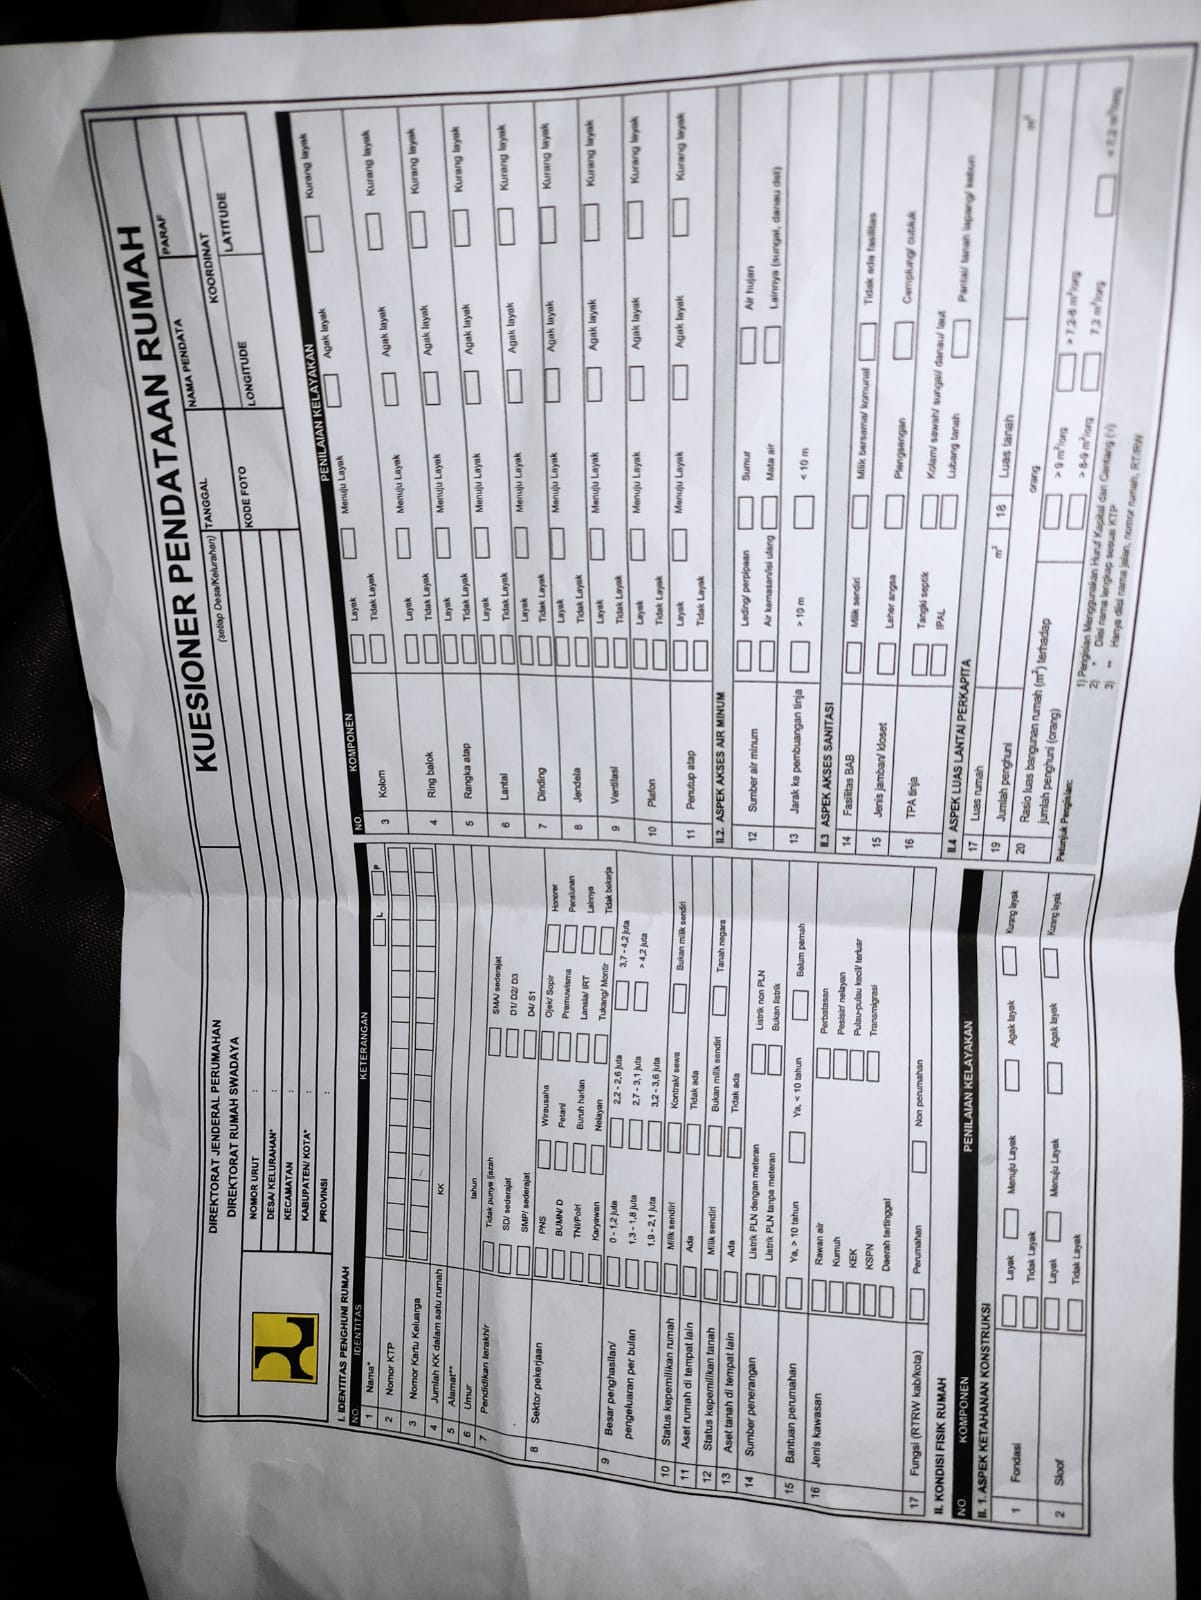 DIREKTORAT JENDERAL PERUMAHAN
DIREKTORAT RUMAH SWADAYA
KUESIONER PENDATAAN RUMAH
(setiap Desa/Kelurahan)
NOMOR URUT :
DESA/ KELURAHAN* :
KECAMATAN :
KABUPATEN/ KOTA* :
PROVINSI :
TANGGAL
NAMA PENDATA
PARAF
KODE FOTO
KOORDINAT
LONGITUDE
LATITUDE
I. IDENTITAS PENGHUNI RUMAH
NO. IDENTITAS KETERANGAN
1 Nama* L P
2 Nomor KTP
3 Nomor Kartu Keluarga
4 Jumlah KK dalam satu rumah KK
5 Alamat**
6 Umur tahun
7 Pendidikan terakhir Tidak punya ijazah SMA/ sederajat
SD/ sederajat D1/ D2/ D3
SMP/ sederajat D4/ S1
8 Sektor pekerjaan PNS Wirausaha Ojek/ Sopir Honorer
BUMN/ D Petani Pramuwisma Pensiunan
TNI/Polri Buruh harian Lansia/ IRT Lainnya
Karyawan Nelayan Tukang/ Montir Tidak bekerja
9 Besar penghasilan/ 0 - 1,2 juta 2,2 - 2,6 juta 3,7 - 4,2 juta
pengeluaran per bulan 1,3 - 1,8 juta 2,7 - 3,1 juta > 4,2 juta
1,9 - 2,1 juta 3,2 - 3,6 juta
10 Status kepemilikan rumah Milik sendiri Kontrak/ sewa Bukan milik sendiri
11 Aset rumah di tempat lain Ada Tidak ada
12 Status kepemilikan tanah Milik sendiri Bukan milik sendiri Tanah negara
13 Aset tanah di tempat lain Ada Tidak ada
14 Sumber penerangan Listrik PLN dengan meteran Listrik non PLN
Listrik PLN tanpa meteran Bukan listrik
15 Bantuan perumahan Ya, > 10 tahun Ya, < 10 tahun Belum pernah
16 Jenis kawasan Rawan air Perbatasan
Kumuh Pesisir/ nelayan
KEK Pulau-pulau kecil/ terluar
KSPN Transmigrasi
Daerah tertinggal
17 Fungsi (RTRW kab/kota) Perumahan Non perumahan
II. KONDISI FISIK RUMAH
NO. KOMPONEN PENILAIAN KELAYAKAN
II. 1. ASPEK KETAHANAN KONSTRUKSI
1 Fondasi Layak Menuju Layak Agak layak Kurang layak
Tidak Layak
2 Sloof Layak Menuju Layak Agak layak Kurang layak
Tidak Layak
NO. KOMPONEN PENILAIAN KELAYAKAN
3 Kolom Layak Menuju Layak Agak layak Kurang layak
Tidak Layak
4 Ring balok Layak Menuju Layak Agak layak Kurang layak
Tidak Layak
5 Rangka atap Layak Menuju Layak Agak layak Kurang layak
Tidak Layak
6 Lantai Layak Menuju Layak Agak layak Kurang layak
Tidak Layak
7 Dinding Layak Menuju Layak Agak layak Kurang layak
Tidak Layak
8 Jendela Layak Menuju Layak Agak layak Kurang layak
Tidak Layak
9 Ventilasi Layak Menuju Layak Agak layak Kurang layak
Tidak Layak
10 Plafon Layak Menuju Layak Agak layak Kurang layak
Tidak Layak
11 Penutup atap Layak Menuju Layak Agak layak Kurang layak
Tidak Layak
II.2. ASPEK AKSES AIR MINUM
12 Sumber air minum Leding/ perpipaan Sumur Air hujan
Air kemasan/isi ulang Mata air Lainnya (sungai, danau dst)
13 Jarak ke pembuangan tinja > 10 m < 10 m
II.3 ASPEK AKSES SANITASI
14 Fasilitas BAB Milik sendiri Milik bersama/ komunal Tidak ada fasilitas
15 Jenis jamban/ kloset Leher angsa Plengsengan Cemplung/ cubluk
16 TPA tinja Tangki septik Kolam/ sawah/ sungai/ danau/ laut
IPAL Lubang tanah Pantai/ tanah lapang/ kebun
II.4 ASPEK LUAS LANTAI PERKAPITA
17 Luas rumah m² 18 Luas tanah m²
19 Jumlah penghuni orang
20 Rasio luas bangunan rumah (m²) terhadap > 9 m²/org > 7,2-8 m²/org
jumlah penghuni (orang) > 8-9 m²/org 7,2 m²/org < 7,2 m²/org
Petunjuk Pengisian:
1) Pengisian Menggunakan Huruf Kapital dan Centang (√)
2) * Diisi nama lengkap sesuai KTP
3) ** Hanya diisi nama jalan, nomor rumah, RT/RW